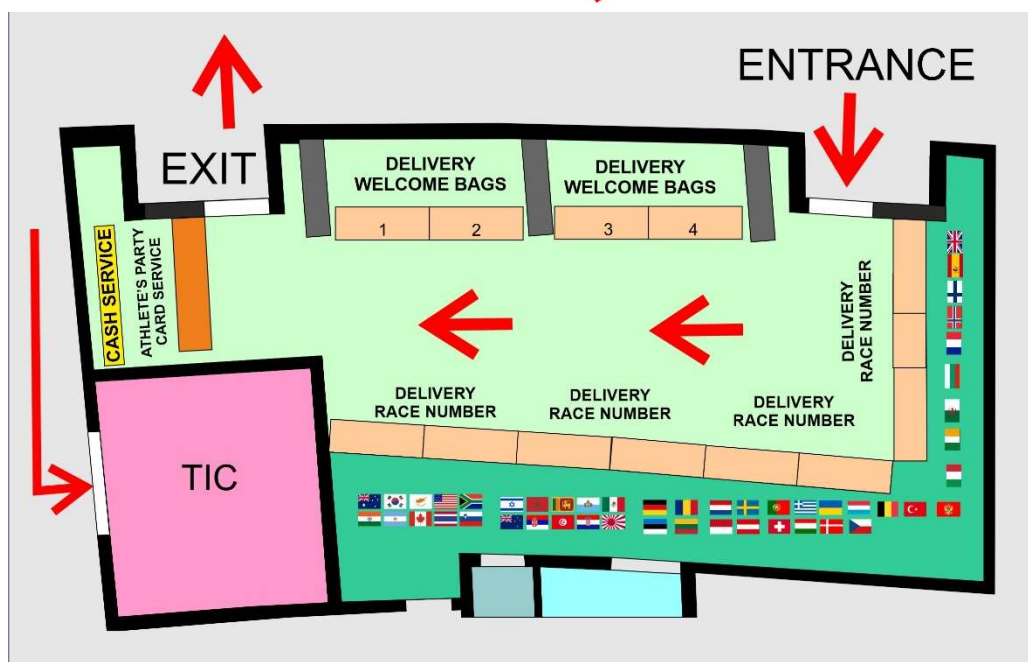 ENTRANCE
EXIT
DELIVERY
WELCOME BAGS
DELIVERY
WELCOME BAGS
1
2
3
4
CASH SERVICE
ATHLETE'S PARTY
CARD SERVICE
DELIVERY
RACE NUMBER
DELIVERY
RACE NUMBER
DELIVERY
RACE NUMBER
DELIVERY
RACE NUMBER
TIC